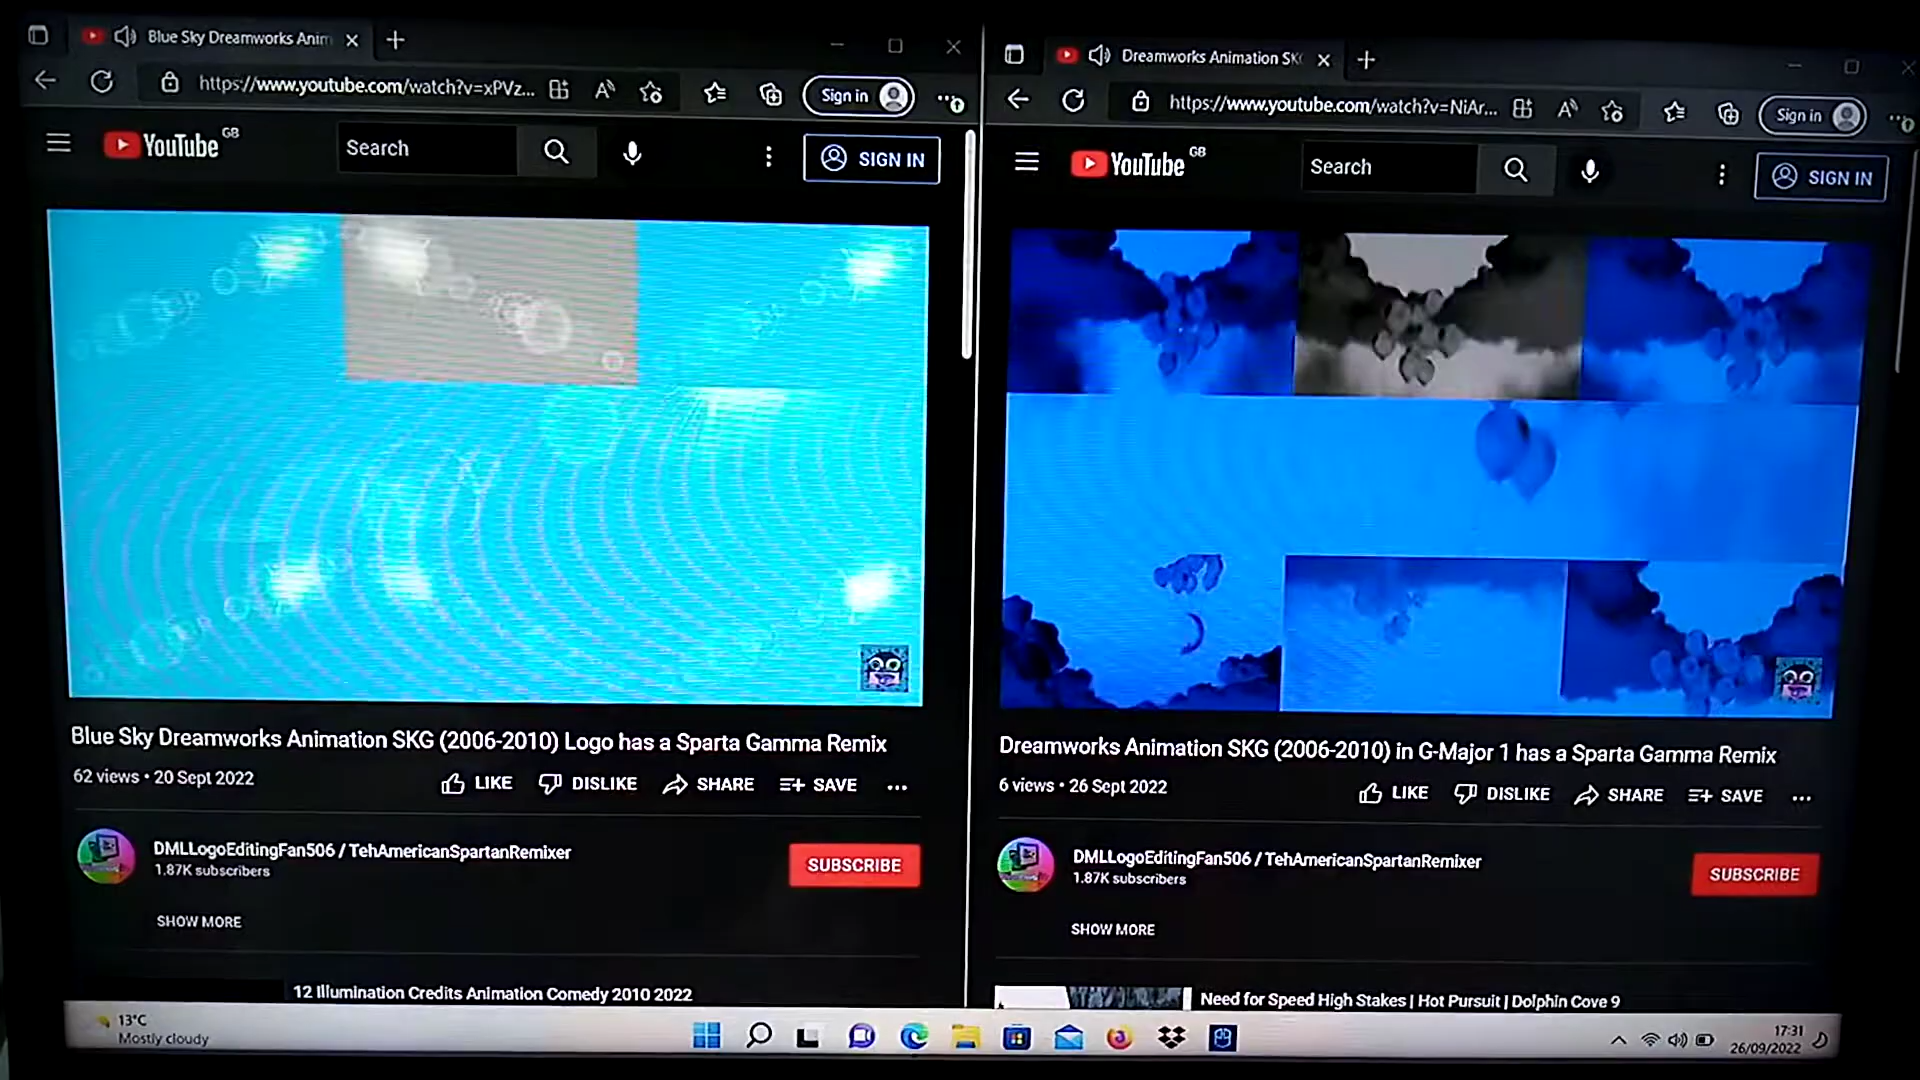 Blue Sky Dreamworks Anim
https://www.youtube.com/watch?v=xPVz...
Sign in
YouTube GB
Search
SIGN IN
Blue Sky Dreamworks Animation SKG (2006-2010) Logo has a Sparta Gamma Remix
62 views • 20 Sept 2022
LIKE
DISLIKE
SHARE
SAVE
DMLLogoEditingFan506 / TehAmericanSpartanRemixer
1.87K subscribers
SUBSCRIBE
SHOW MORE
12 Illumination Credits Animation Comedy 2010 2022
Dreamworks Animation SK
https://www.youtube.com/watch?v=NiAr...
Sign in
YouTube GB
Search
SIGN IN
Dreamworks Animation SKG (2006-2010) in G-Major 1 has a Sparta Gamma Remix
6 views • 26 Sept 2022
LIKE
DISLIKE
SHARE
SAVE
DMLLogoEditingFan506 / TehAmericanSpartanRemixer
1.87K subscribers
SUBSCRIBE
SHOW MORE
Need for Speed High Stakes | Hot Pursuit | Dolphin Cove 9
13°C
Mostly cloudy
17:31
26/09/2022